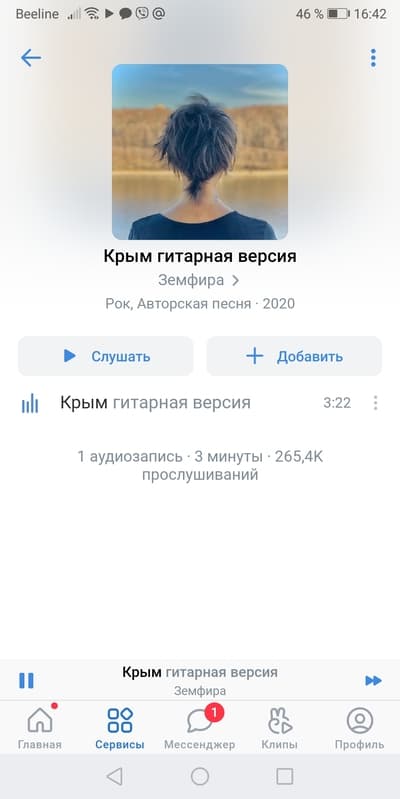 Beeline 46 % 16:42
Крым гитарная версия
Земфира
Рок, Авторская песня · 2020
Слушать Добавить
Крым гитарная версия 3:22
1 аудиозапись · 3 минуты · 265,4K
прослушиваний
Крым гитарная версия
Земфира
1
Главная Сервисы Мессенджер Клипы Профиль